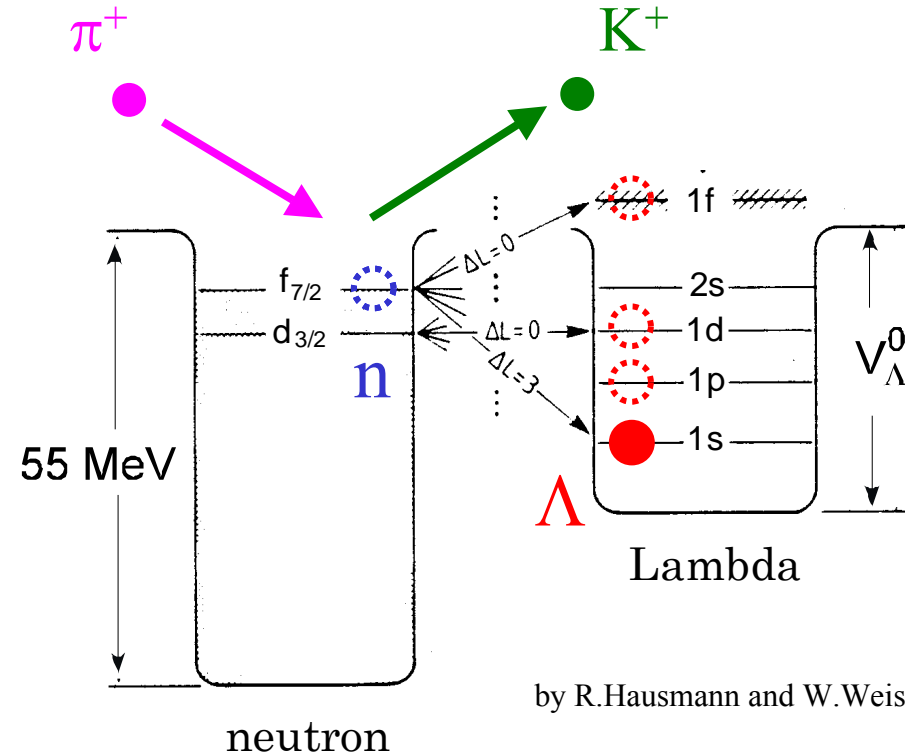 π⁺
K⁺
ΔL=0
1f
f₇/₂
2s
d₃/₂
ΔL=0
1d
n
ΔL=3
1p
V⁰_Λ
55 MeV
1s
Λ
Lambda
by R.Hausmann and W.Weis
neutron